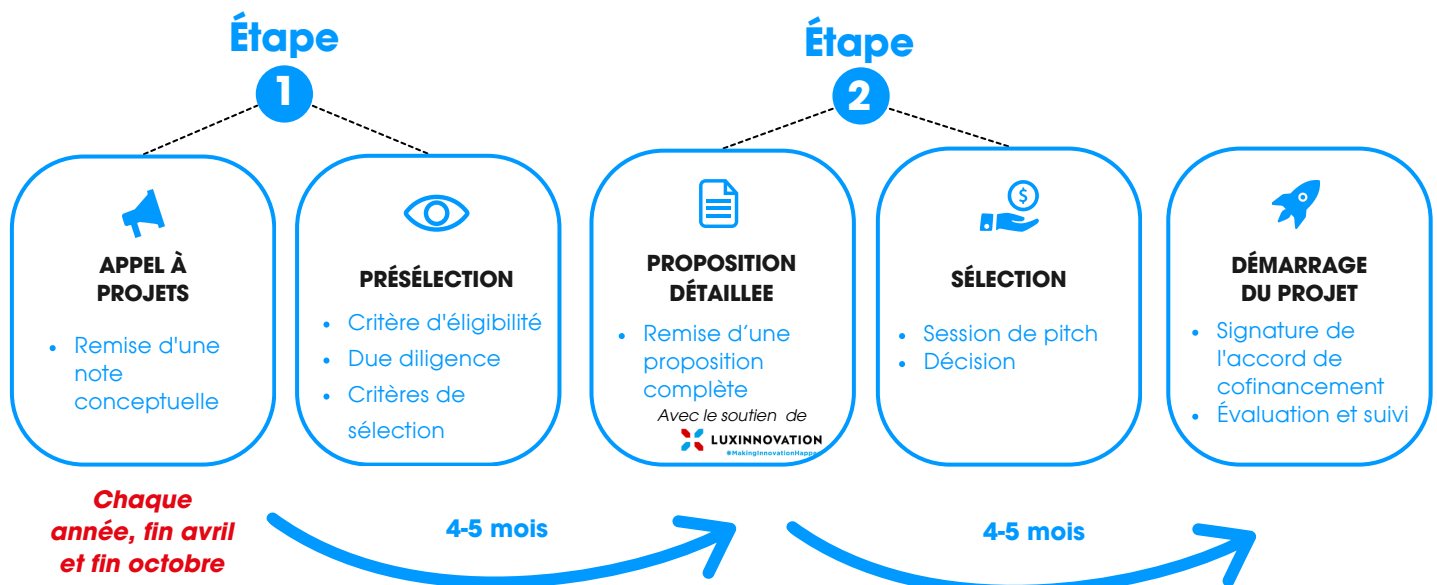 Étape
1
Étape
2
APPEL À
PROJETS
• Remise d'une
note
conceptuelle
PRÉSÉLECTION
• Critère d'éligibilité
• Due diligence
• Critères de
sélection
PROPOSITION
DÉTAILLEE
• Remise d’une
proposition
complète
Avec le soutien de
LUXINNOVATION
#MakingInnovationHappe
$
SÉLECTION
• Session de pitch
• Décision
DÉMARRAGE
DU PROJET
• Signature de
l'accord de
cofinancement
• Évaluation et suivi
Chaque
année, fin avril
et fin octobre
4-5 mois
4-5 mois